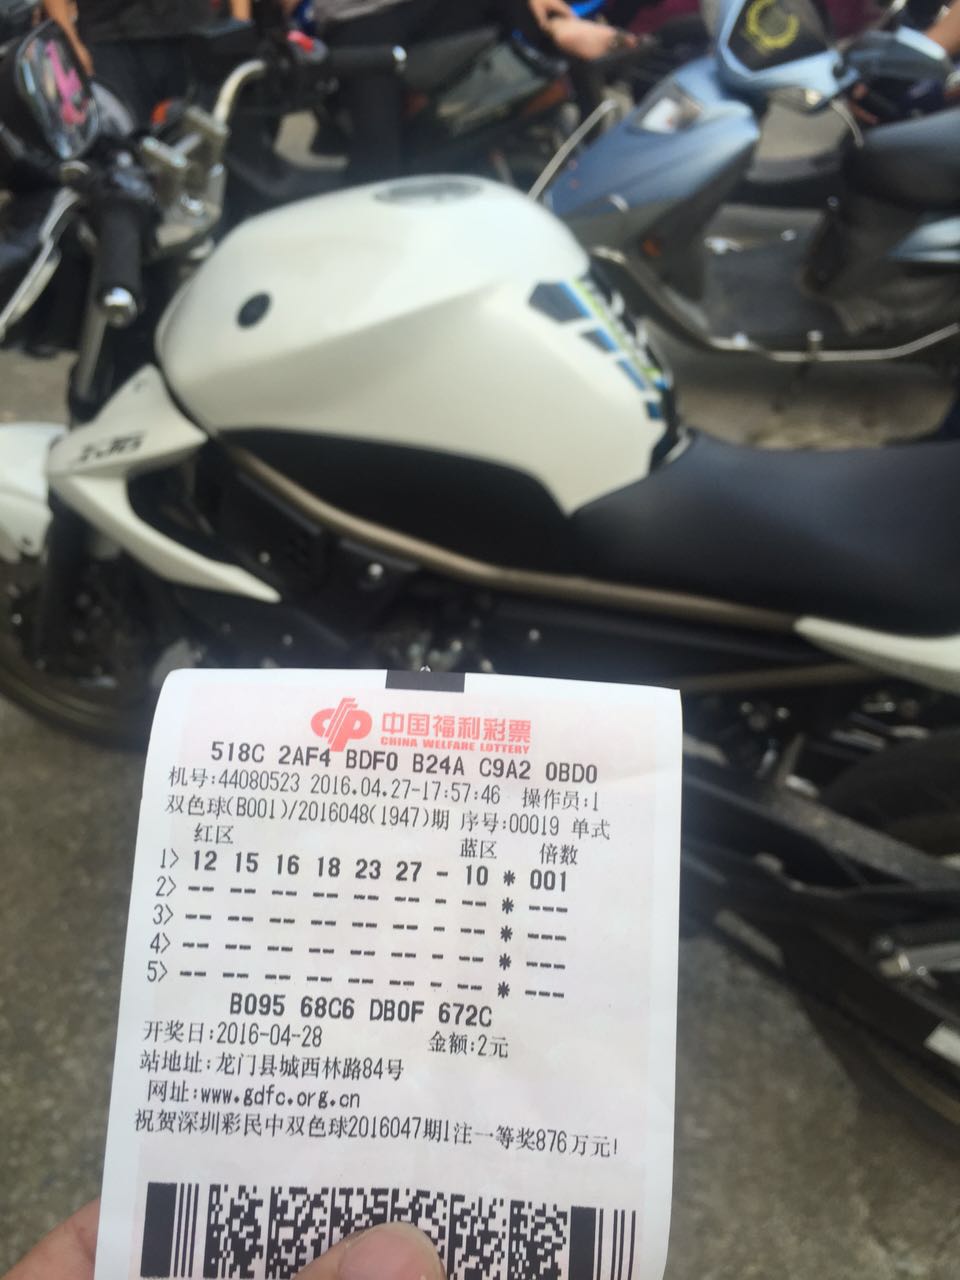 中国福利彩票
CHINA WELFARE LOTTERY
518C 2AF4 BDF0 B24A C9A2 0BD0
机号:44080523 2016.04.27-17:57:46 操作员:1
双色球(B001)/2016048(1947)期 序号:00019 单式
红区 蓝区 倍数
1> 12 15 16 18 23 27 - 10 * 001
2> -- -- -- -- -- -- - -- * ---
3> -- -- -- -- -- -- - -- * ---
4> -- -- -- -- -- -- - -- * ---
5> -- -- -- -- -- -- - -- * ---
B095 68C6 DB0F 672C
开奖日:2016-04-28 金额:2元
站地址:龙门县城西林路84号
网址:www.gdfc.org.cn
祝贺深圳彩民中双色球2016047期1注一等奖876万元!